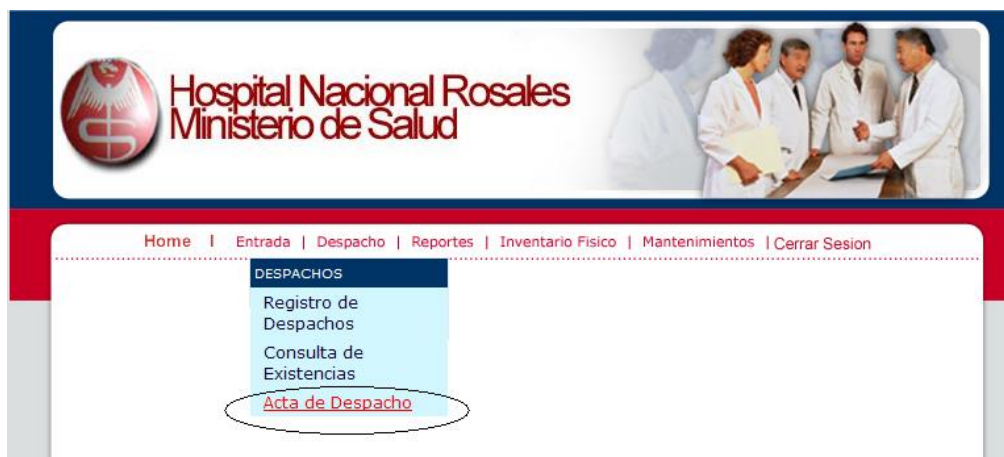 Hospital Nacional Rosales
Ministerio de Salud
Home | Entrada | Despacho | Reportes | Inventario Fisico | Mantenimientos | Cerrar Sesion
DESPACHOS
Registro de
Despachos
Consulta de
Existencias
Acta de Despacho